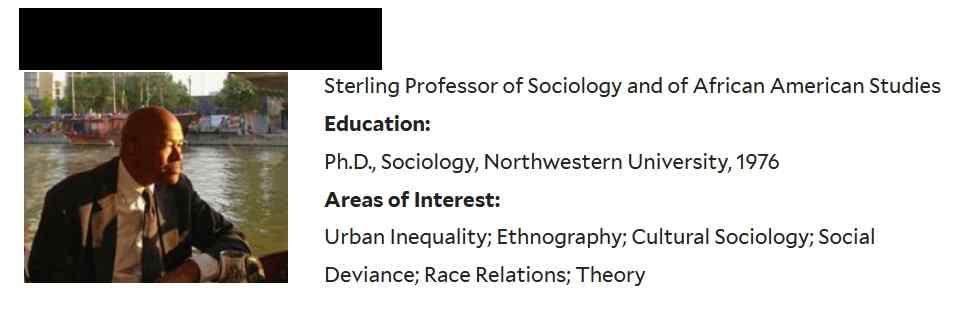 Sterling Professor of Sociology and of African American Studies
Education:
Ph.D., Sociology, Northwestern University, 1976
Areas of Interest:
Urban Inequality; Ethnography; Cultural Sociology; Social
Deviance; Race Relations; Theory